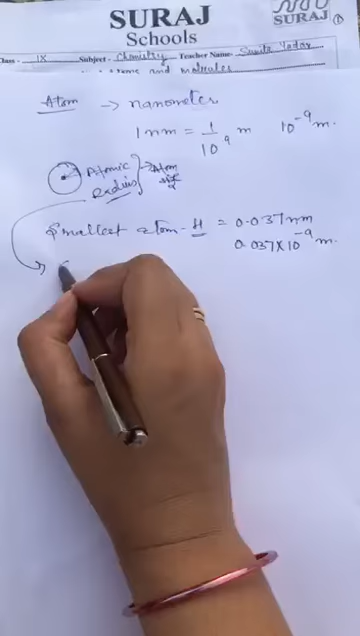 SURAJ
Schools
SURAJ
Class - IX Subject - Chemistry Teacher Name- Sunita Yadav
Atoms and molecules
Atom → nanometer
1 nm = 1/10⁹ m 10⁻⁹ m.
Atomic Radius } → Atom size
Smallest atom - H = 0.037 nm
0.037 X 10⁻⁹ m.